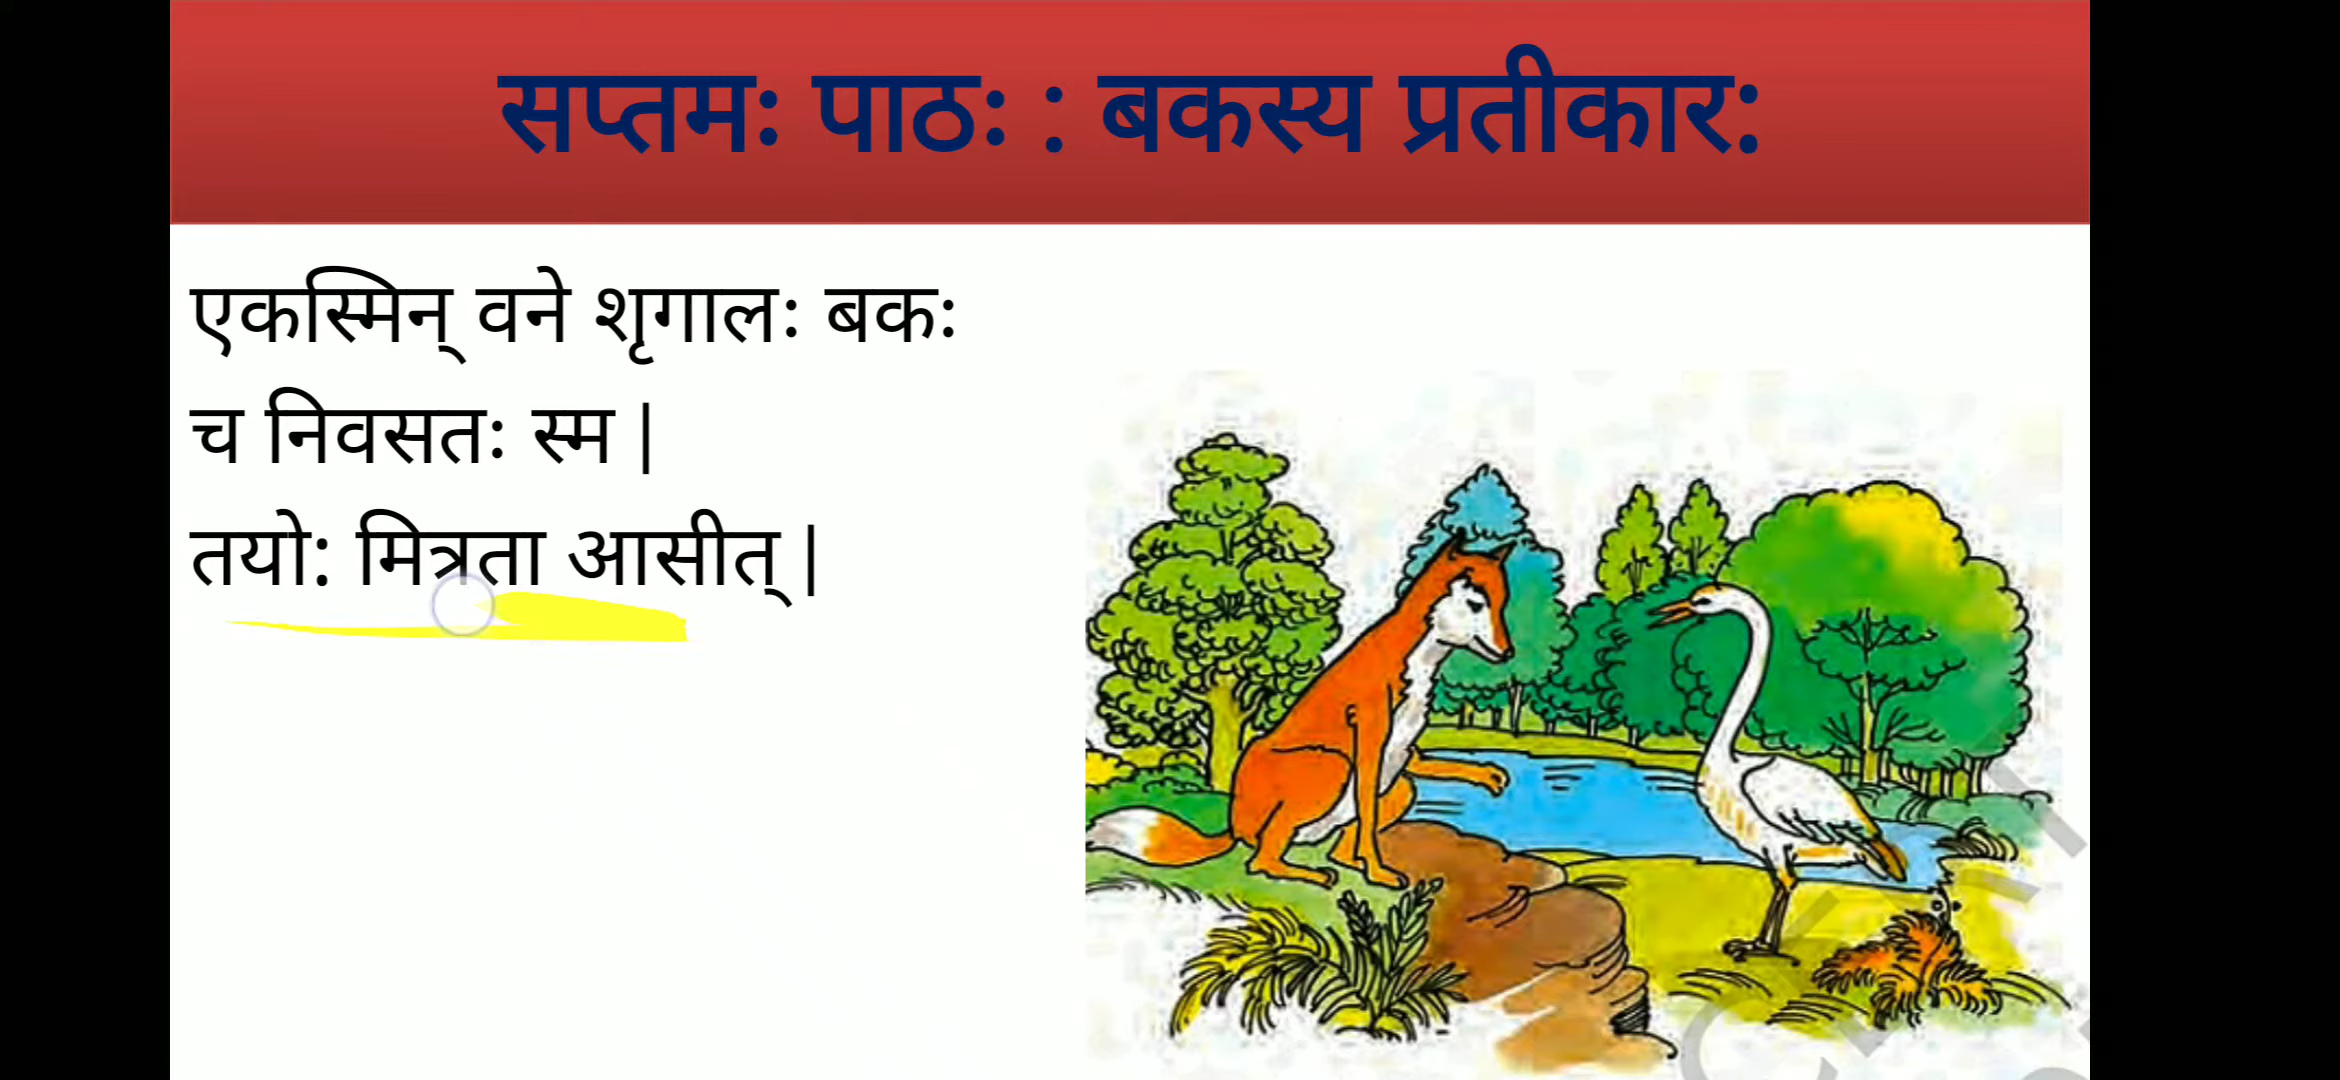 सप्तमः पाठः : बकस्य प्रतीकार:
एकस्मिन् वने शृगालः बकः
च निवसतः स्म |
तयो: मित्रता आसीत् |